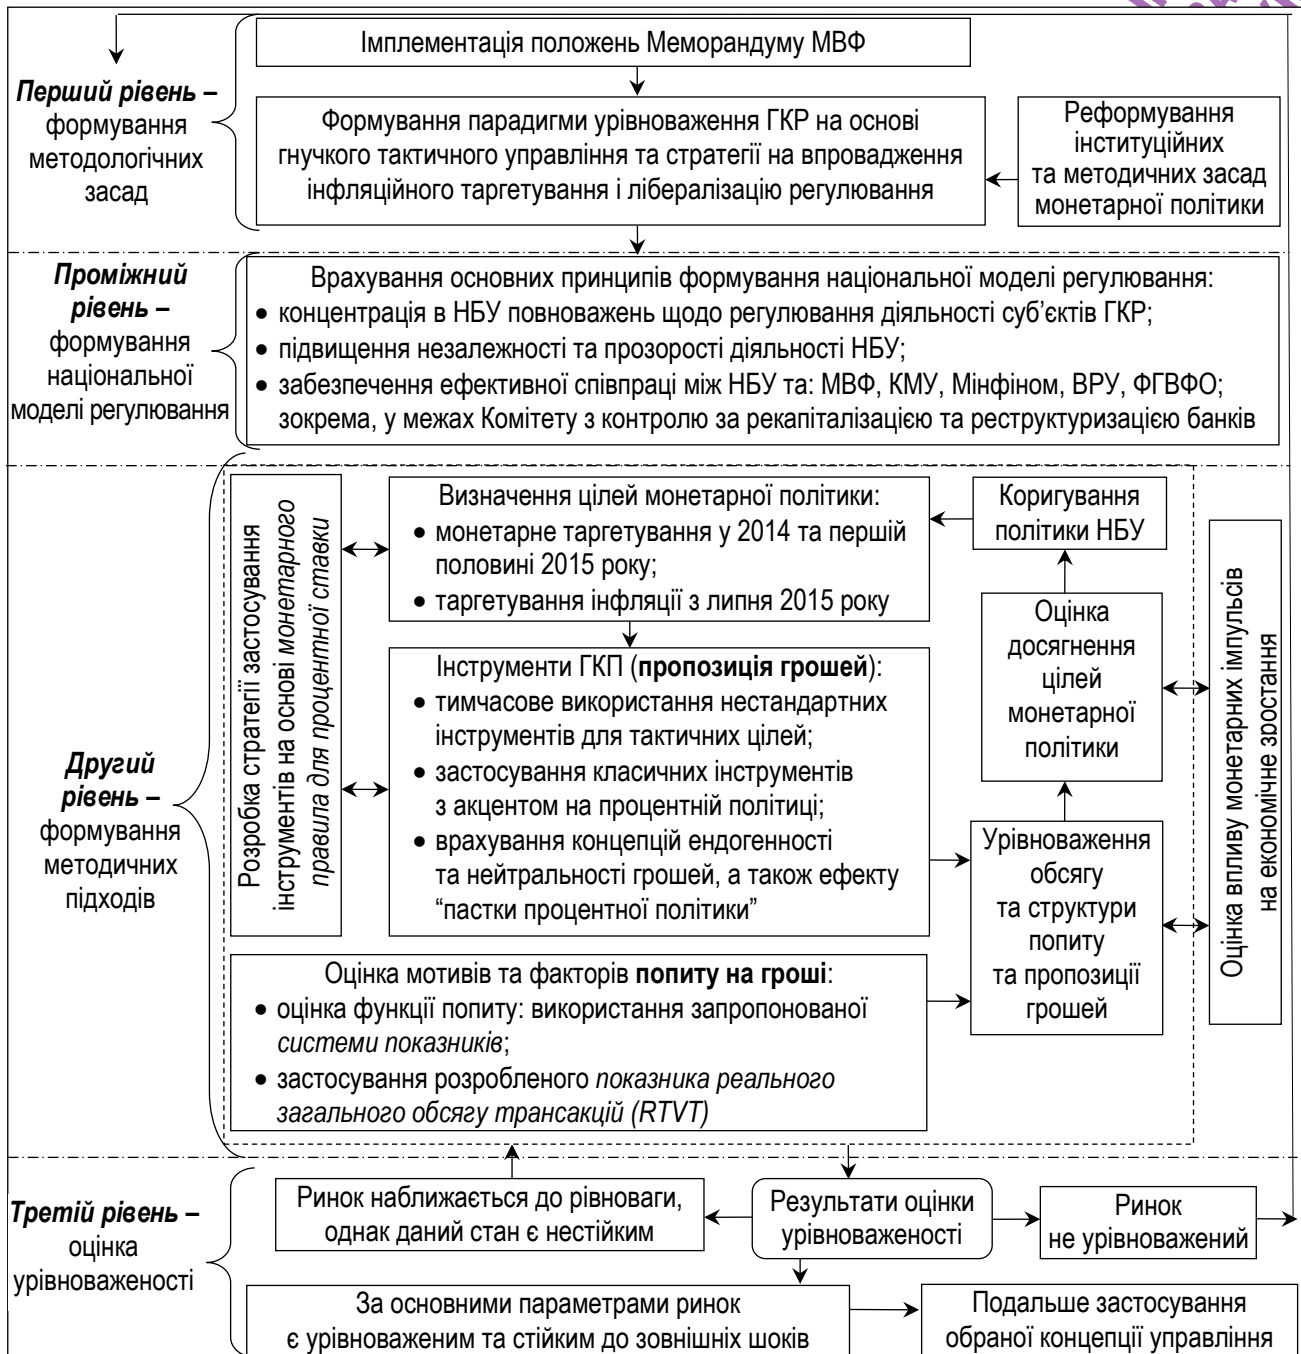 Імплементація положень Меморандуму МВФ
Перший рівень –
формування
методологічних
засад
Формування парадигми урівноваження ГКР на основі
гнучкого тактичного управління та стратегії на впровадження
інфляційного таргетування і лібералізацію регулювання
Реформування
інституційних
та методичних засад
монетарної політики
Проміжний
рівень –
формування
національної
моделі регулювання
Врахування основних принципів формування національної моделі регулювання:
• концентрація в НБУ повноважень щодо регулювання діяльності суб’єктів ГКР;
• підвищення незалежності та прозорості діяльності НБУ;
• забезпечення ефективної співпраці між НБУ та: МВФ, КМУ, Мінфіном, ВРУ, ФГВФО;
зокрема, у межах Комітету з контролю за рекапіталізацією та реструктуризацією банків
Другий
рівень –
формування
методичних
підходів
Розробка стратегії застосування
інструментів на основі монетарного
правила для процентної ставки
Визначення цілей монетарної політики:
• монетарне таргетування у 2014 та першій
половині 2015 року;
• таргетування інфляції з липня 2015 року
Коригування
політики НБУ
Інструменти ГКП (пропозиція грошей):
• тимчасове використання нестандартних
інструментів для тактичних цілей;
• застосування класичних інструментів
з акцентом на процентній політиці;
• врахування концепцій ендогенності
та нейтральності грошей, а також ефекту
“пастки процентної політики”
Оцінка
досягнення
цілей
монетарної
політики
Урівноваження
обсягу
та структури
попиту
та пропозиції
грошей
Оцінка впливу монетарних імпульсів
на економічне зростання
Оцінка мотивів та факторів попиту на гроші:
• оцінка функції попиту: використання запропонованої
системи показників;
• застосування розробленого показника реального
загального обсягу трансакцій (RTVT)
Третій рівень –
оцінка
урівноваженості
Ринок наближається до рівноваги,
однак даний стан є нестійким
Результати оцінки
урівноваженості
Ринок
не урівноважений
За основними параметрами ринок
є урівноваженим та стійким до зовнішніх шоків
Подальше застосування
обраної концепції управління